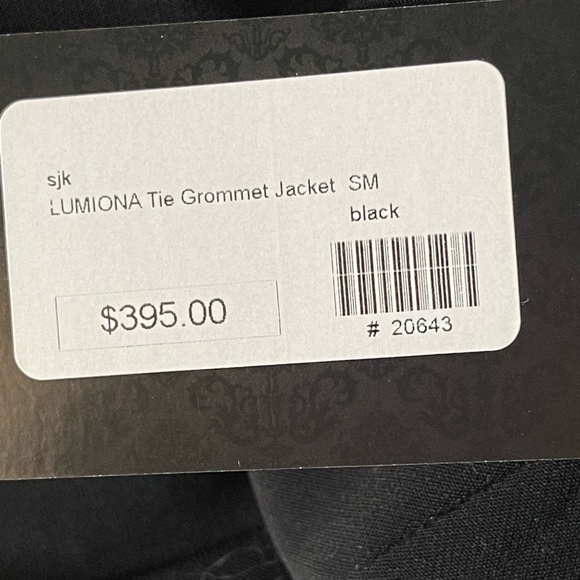 sjk
LUMIONA Tie Grommet Jacket SM
black
$395.00
# 20643